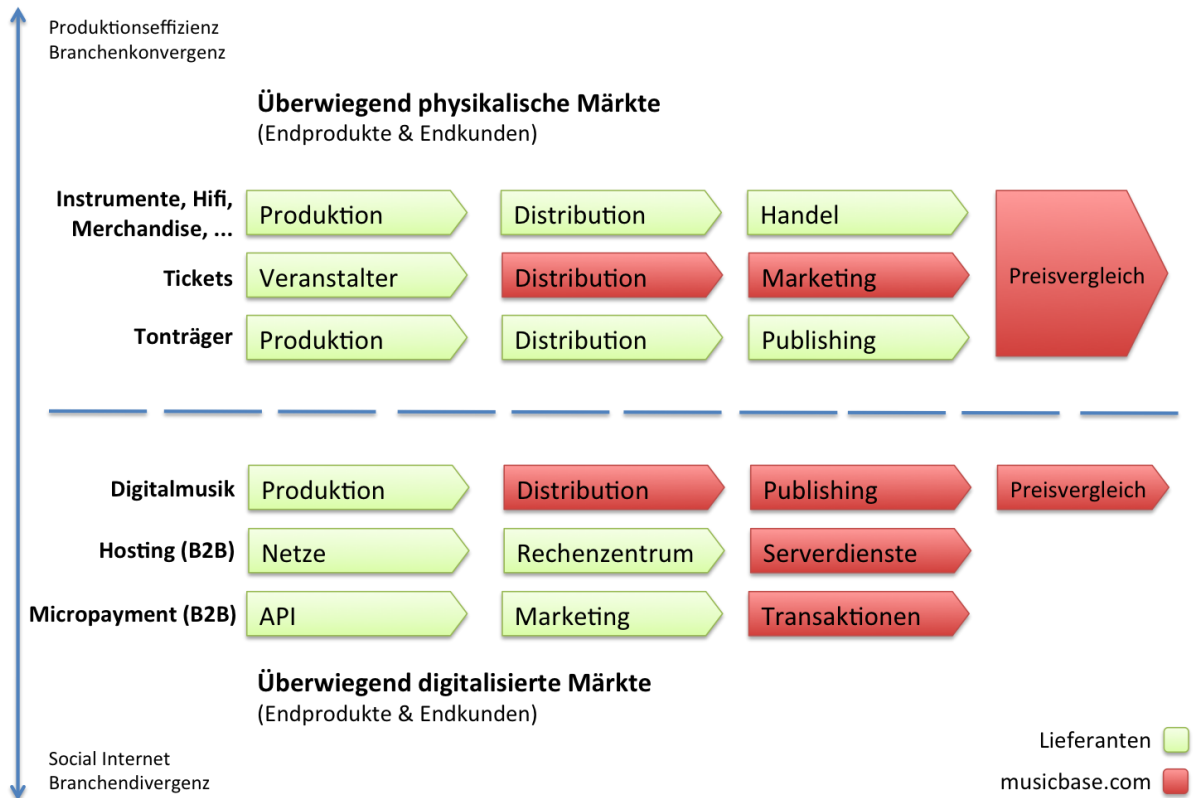 Produktionseffizienz
Branchenkonvergenz
Überwiegend physikalische Märkte
(Endprodukte & Endkunden)
Instrumente, Hifi,
Merchandise, ...
Produktion
Distribution
Handel
Tickets
Veranstalter
Distribution
Marketing
Preisvergleich
Tonträger
Produktion
Distribution
Publishing
Digitalmusik
Produktion
Distribution
Publishing
Preisvergleich
Hosting (B2B)
Netze
Rechenzentrum
Serverdienste
Micropayment (B2B)
API
Marketing
Transaktionen
Überwiegend digitalisierte Märkte
(Endprodukte & Endkunden)
Social Internet
Branchendivergenz
Lieferanten
musicbase.com